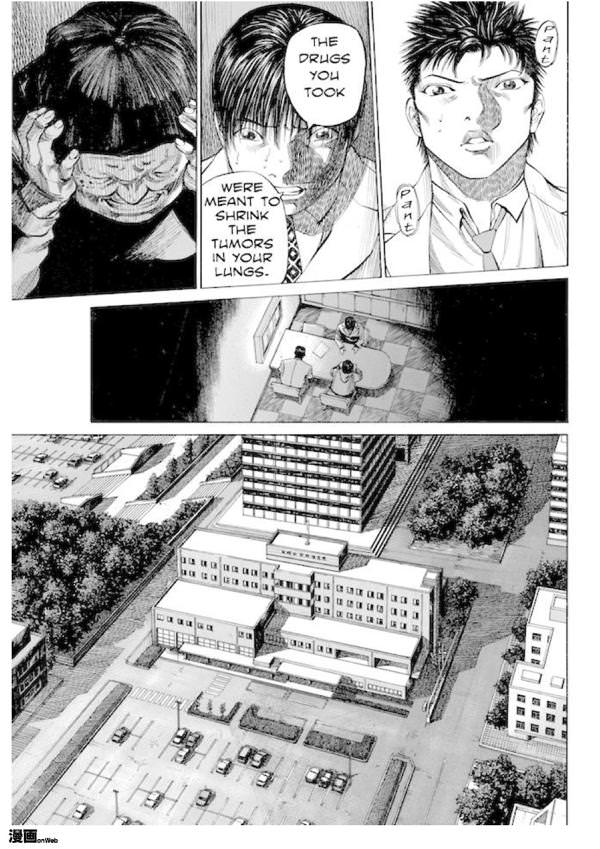 Pant
THE
DRUGS
YOU
TOOK
Pant
WERE
MEANT TO
SHRINK
THE
TUMORS
IN YOUR
LUNGS.
漫画onWeb